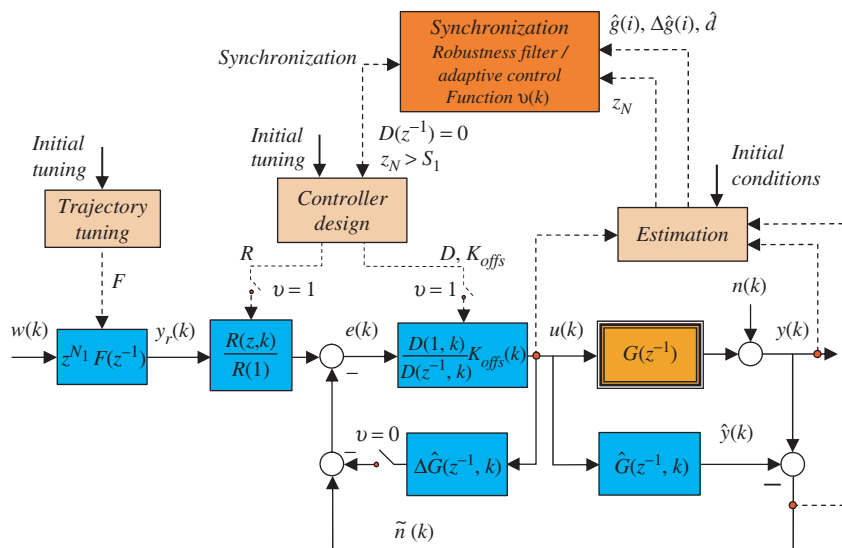 Synchronization
Robustness filter /
adaptive control
Function υ(k)
ĝ(i), Δĝ(i), d̂
z_N
Synchronization
Initial
tuning
Initial
tuning
D(z⁻¹) = 0
z_N > S₁
Initial
conditions
Trajectory
tuning
Controller
design
Estimation
F
R
D, K_offs
υ = 1
υ = 1
n(k)
w(k)
z^N₁ F(z⁻¹)
y_r(k)
R(z,k)
R(1)
e(k)
D(1, k)
D(z⁻¹, k)
K_offs(k)
u(k)
G(z⁻¹)
y(k)
−
−
υ = 0
ΔĜ(z⁻¹, k)
Ĝ(z⁻¹, k)
ŷ(k)
−
ñ (k)